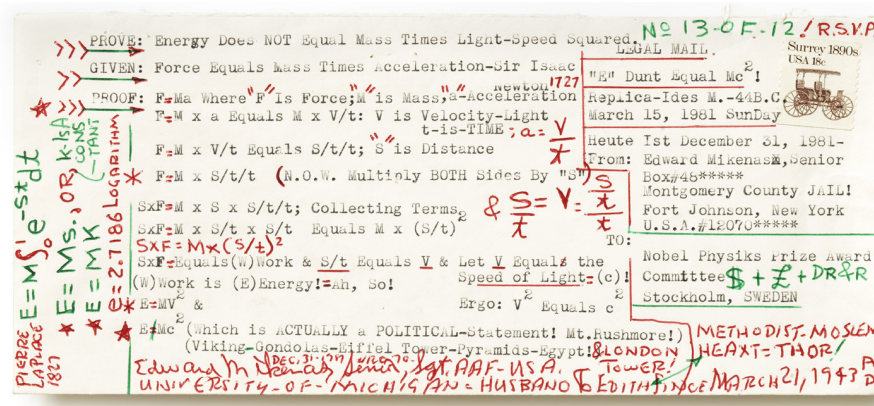 No 13-OF-12! R.S.V.P.
PROVE: Energy Does NOT Equal Mass Times Light-Speed Squared.
GIVEN: Force Equals Mass Times Acceleration-Sir Isaac
Newton 1727
PROOF: F=Ma Where "F" Is Force;"M" is Mass,"a"-Acceleration
F=M x a Equals M x V/t: V is Velocity-Light
t-is-TIME; a= V/t
F=M x V/t Equals S/t/t; "S" is Distance
F=M x S/t/t (N.O.W. Multiply BOTH Sides By "S")
SxF=M x S x S/t/t; Collecting Terms,
& S/t = V = S/t/t
SxF=M x S/t x S/t Equals M x (S/t)2
SxF=Mx(S/t)2
SxF=Equals(W)Work & S/t Equals V & Let V Equals the
(W)Work is (E)Energy!=Ah, So! Speed of Light=(c)!
E=MV2 & Ergo: V2 Equals c2
E≠Mc2 (Which is ACTUALLY a POLITICAL-Statement! Mt.Rushmore!)
(Viking-Gondolas-Eiffel Tower-Pyramids-Egypt!
& LONDON
TOWER!
LEGAL MAIL.
Surrey 1890s
USA 18c
"E" Dunt Equal Mc2!
Replica-Ides M.-44B.C.
March 15, 1981 SunDay
Heute Ist December 31, 1981-
From: Edward Mikenas, Senior
Box#48*****
Montgomery County JAIL!
Fort Johnson, New York
U.S.A.#12070*****
TO:
Nobel Physiks Prize Award
Committee $ + £ + DR&R
Stockholm, SWEDEN
METHODIST-MOSLEM
HEAXT=THOR!
Edward M Mikenas Senior, Sgt AAF-USA.
DEC, 31-
UNIVERSITY-OF-MICHIGAN=HUSBAND To EDITH SINCE MARCH 21, 1943 AD
PIERRE LAPLACE 1827
E=M∫e-St dt
E=Ms., OR, K-ISA CONS-TANT
E=MK
e=2.7186 LOGARITHM